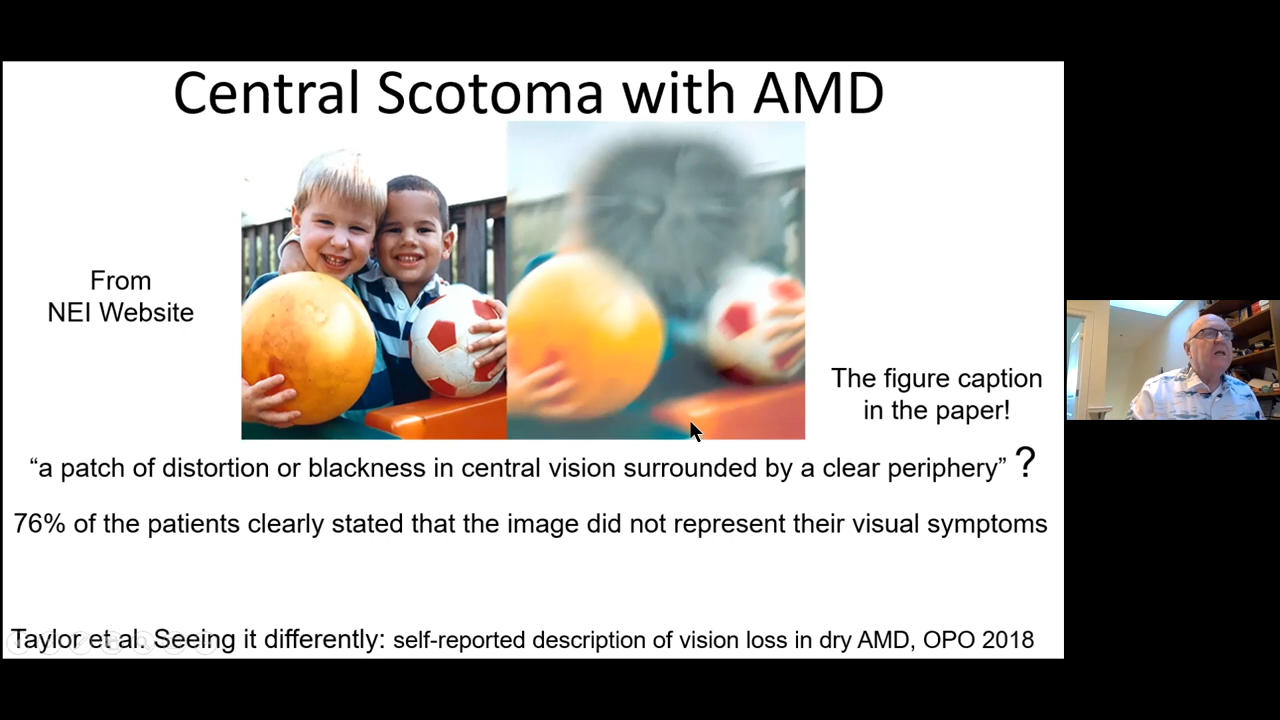 Central Scotoma with AMD
From
NEI Website
The figure caption
in the paper!
“a patch of distortion or blackness in central vision surrounded by a clear periphery” ?
76% of the patients clearly stated that the image did not represent their visual symptoms
Taylor et al. Seeing it differently: self-reported description of vision loss in dry AMD, OPO 2018